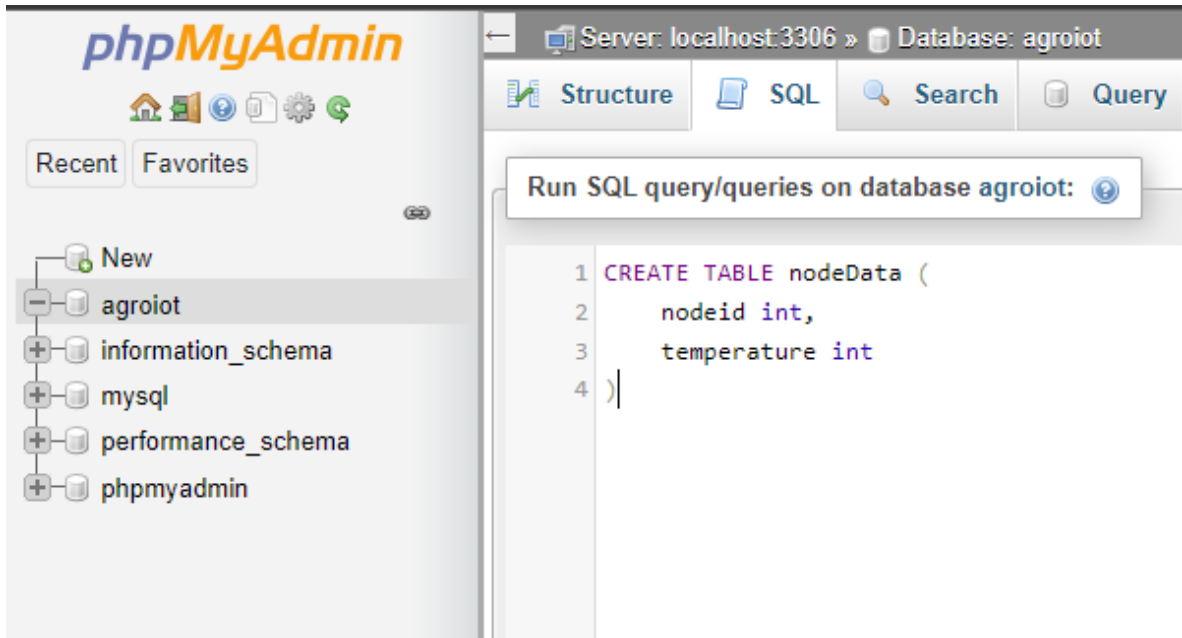 phpMyAdmin
Recent Favorites
New
agroiot
information_schema
mysql
performance_schema
phpmyadmin
← Server: localhost:3306 » Database: agroiot
Structure SQL Search Query
Run SQL query/queries on database agroiot:
1 CREATE TABLE nodeData (
2 nodeid int,
3 temperature int
4 )